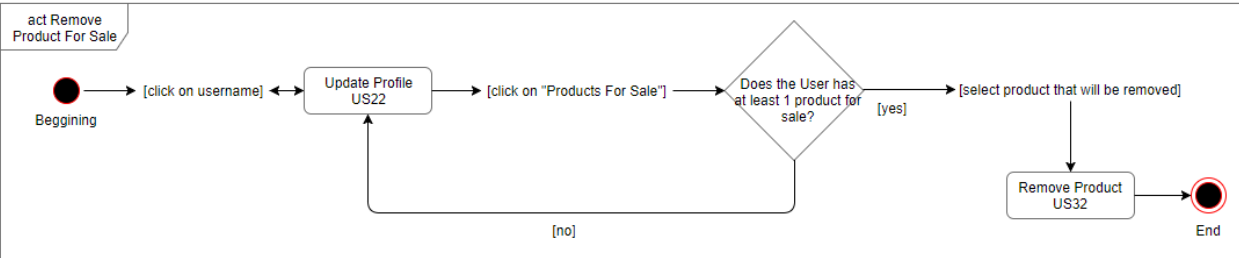 act Remove
Product For Sale
Beggining
[click on username]
Update Profile
US22
[click on "Products For Sale"]
Does the User has
at least 1 product for
sale?
[yes]
[no]
[select product that will be removed]
Remove Product
US32
End